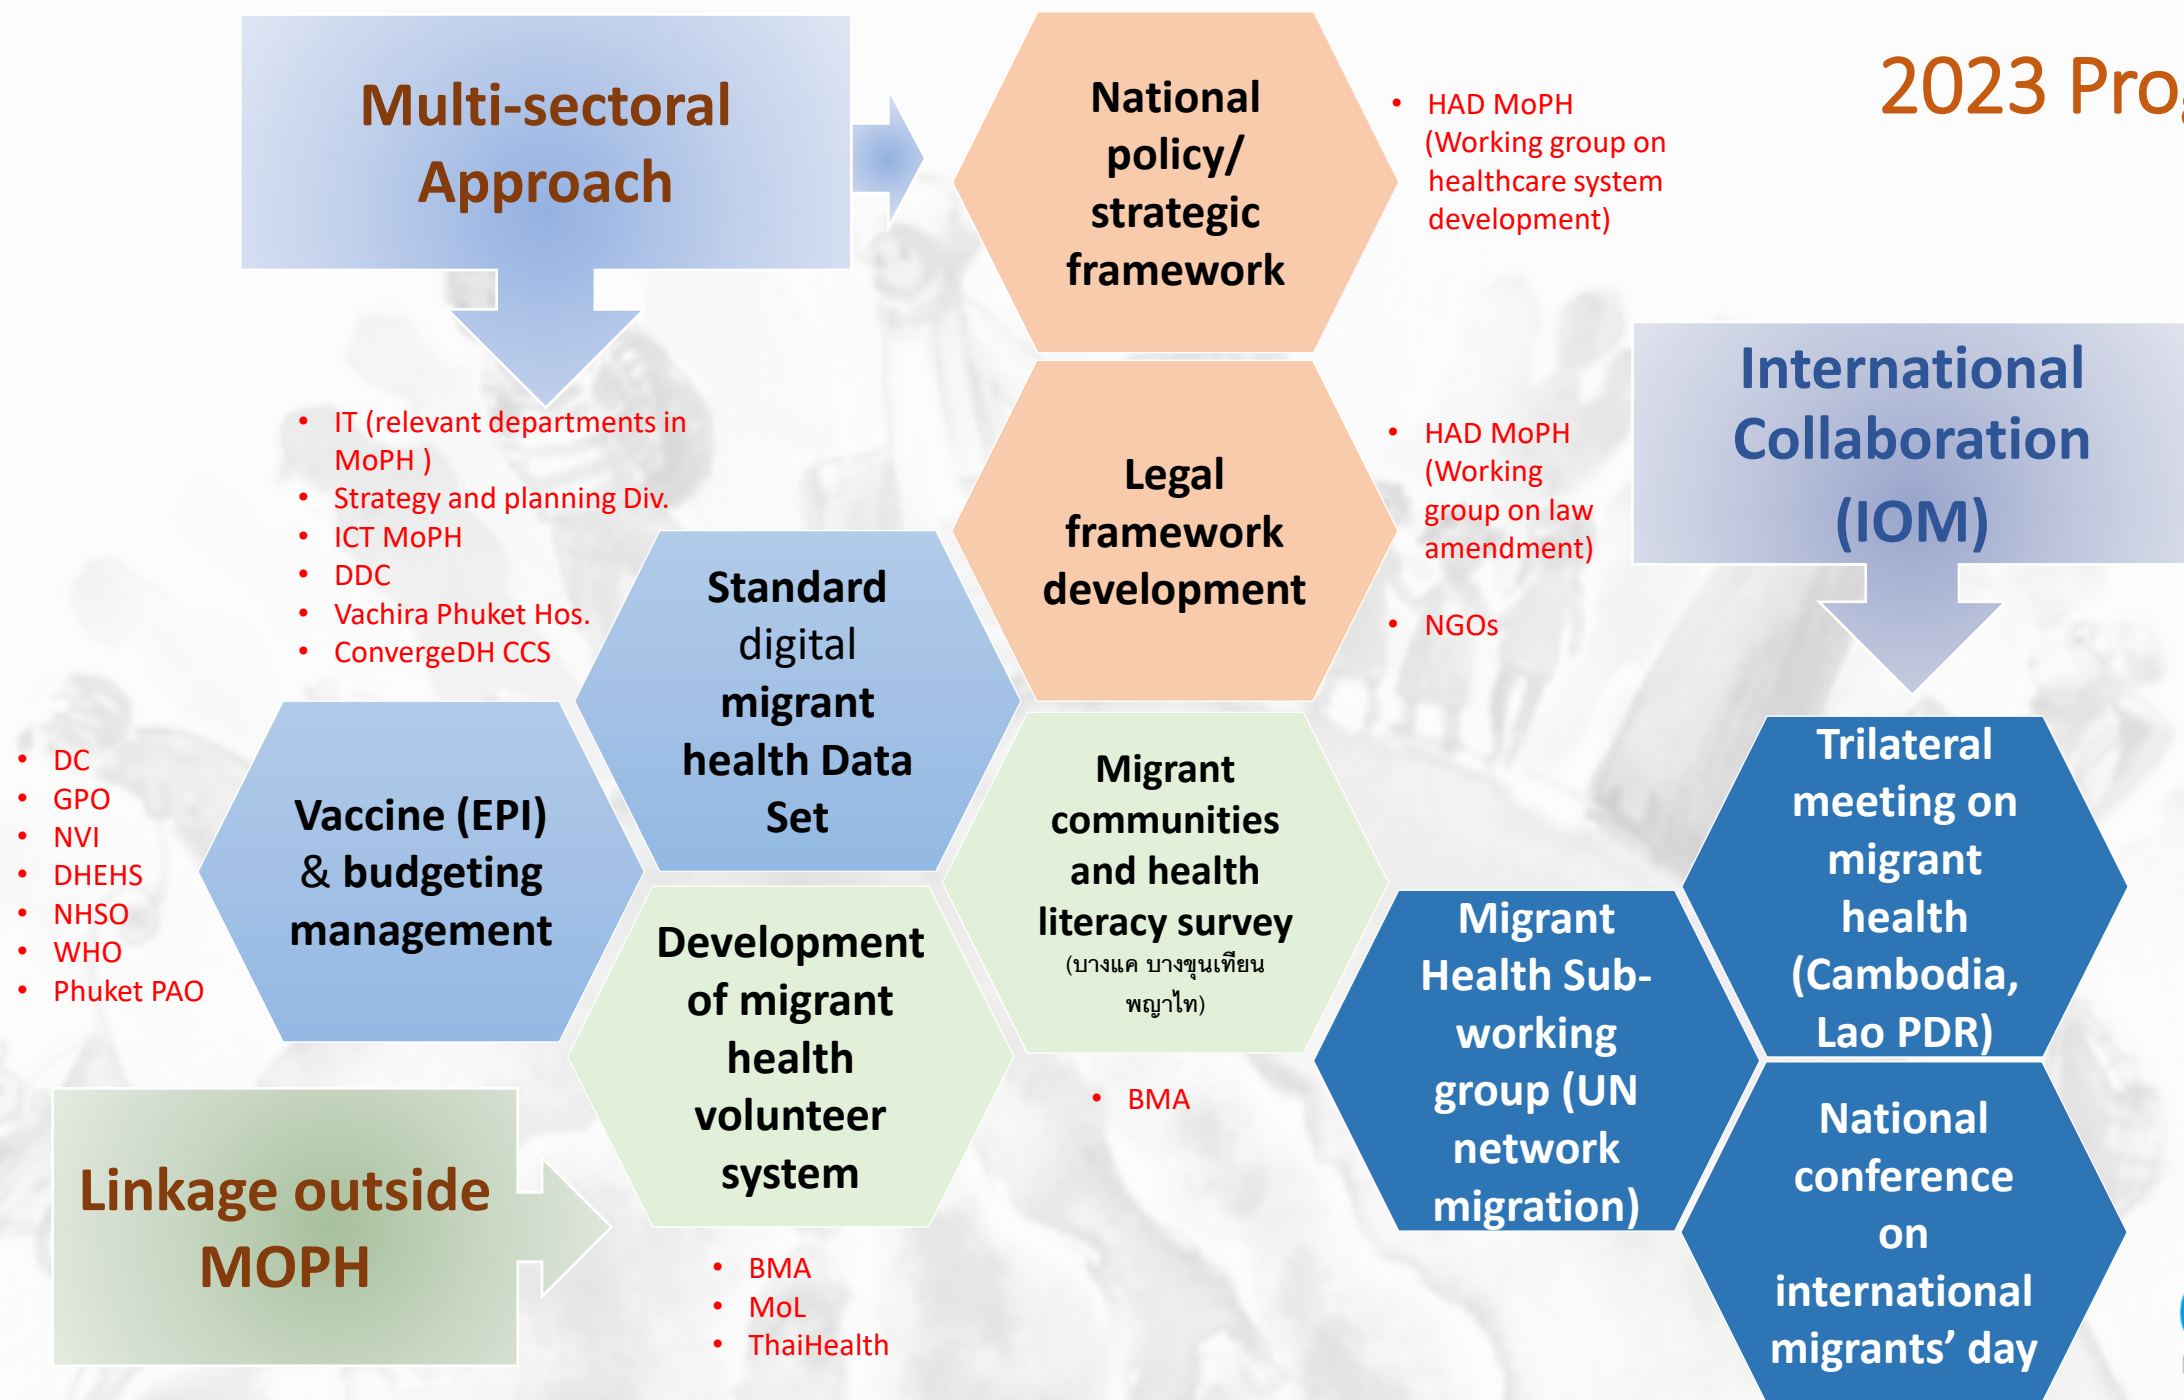 Multi-sectoral
Approach
National
policy/
strategic
framework
• HAD MoPH
(Working group on
healthcare system
development)
2023
• IT (relevant departments in
MoPH )
• Strategy and planning Div.
• ICT MoPH
• DDC
• Vachira Phuket Hos.
• ConvergeDH CCS
Legal
framework
development
• HAD MoPH
(Working
group on law
amendment)
• NGOs
International
Collaboration
(IOM)
Standard
digital
migrant
health Data
Set
• DC
• GPO
• NVI
• DHEHS
• NHSO
• WHO
• Phuket PAO
Vaccine (EPI)
& budgeting
management
Migrant
communities
and health
literacy survey
(บางแค บางขุนเทียน
พญาไท)
• BMA
Development
of migrant
health
volunteer
system
• BMA
• MoL
• ThaiHealth
Linkage outside
MOPH
Migrant
Health Sub-
working
group (UN
network
migration)
Trilateral
meeting on
migrant
health
(Cambodia,
Lao PDR)
National
conference
on
international
migrants’ day